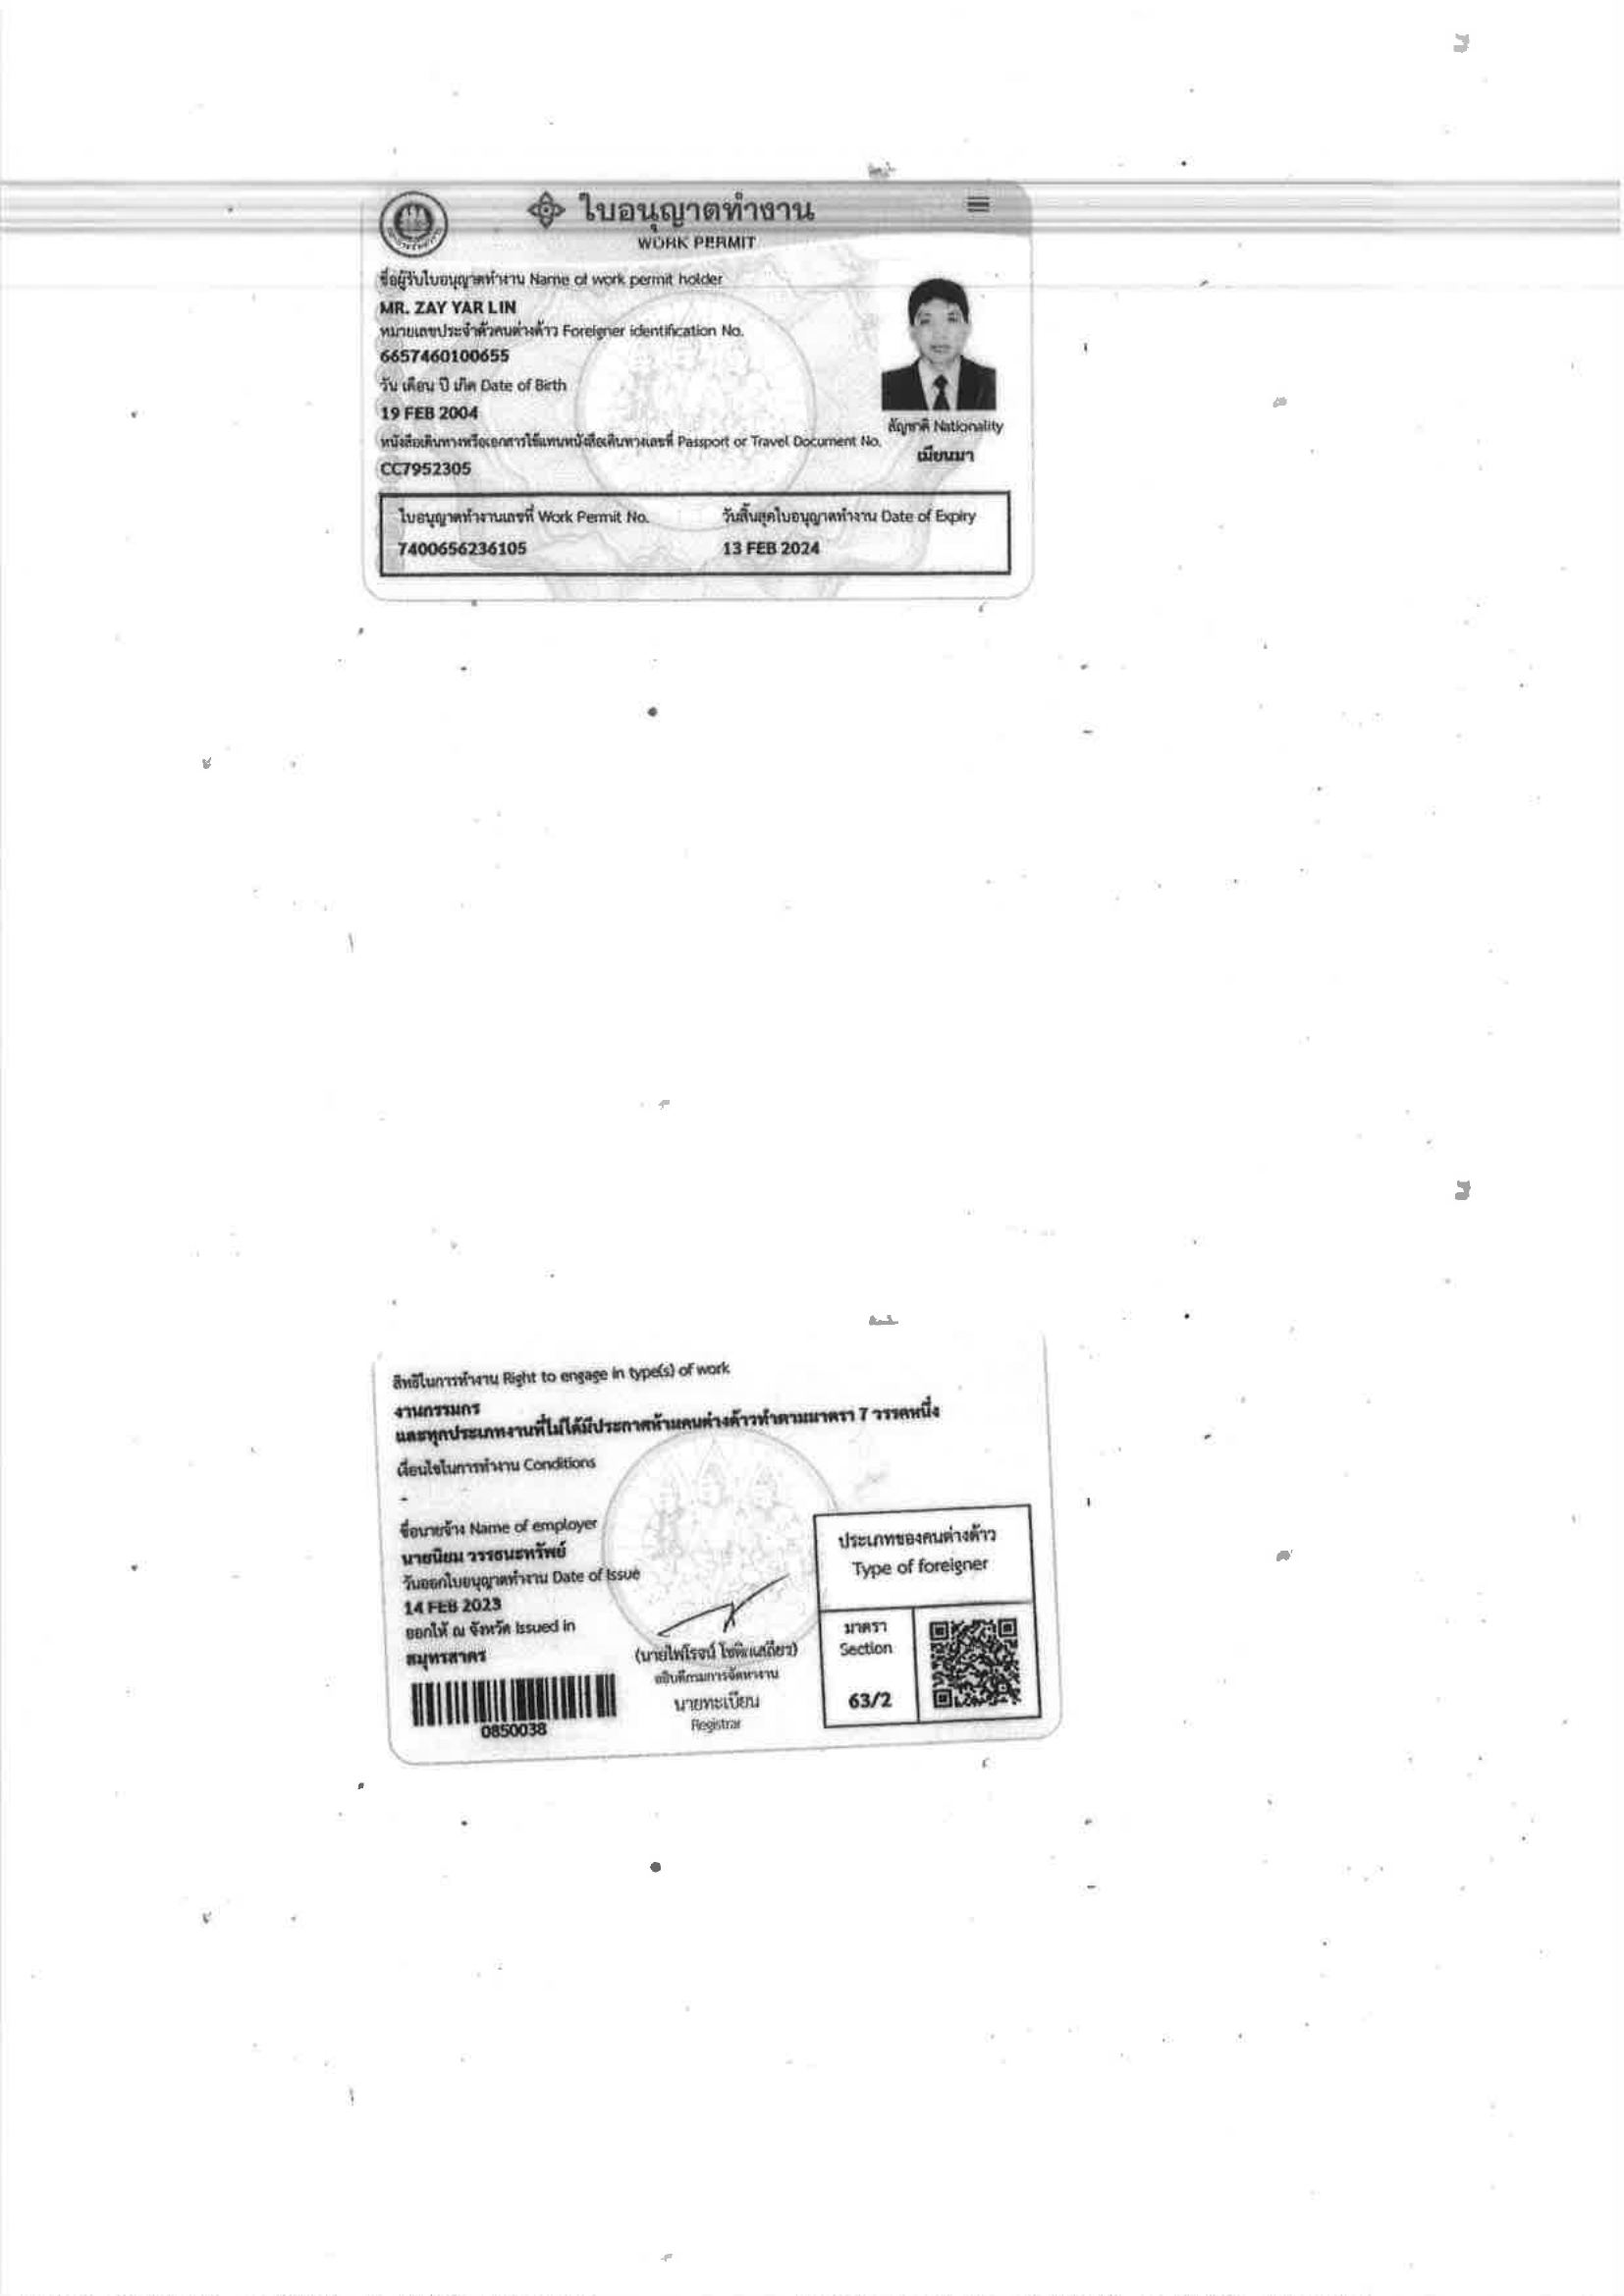 ใบอนุญาตทำงาน
WORK PERMIT
ชื่อผู้รับใบอนุญาตทำงาน Name of work permit holder
MR. ZAY YAR LIN
หมายเลขประจำตัวคนต่างด้าว Foreigner identification No.
6657460100655
วัน เดือน ปี เกิด Date of Birth
19 FEB 2004
สัญชาติ Nationality
หนังสือเดินทางหรือเอกสารใช้แทนหนังสือเดินทางเลขที่ Passport or Travel Document No.
เมียนมา
CC7952305
ใบอนุญาตทำงานเลขที่ Work Permit No. วันสิ้นสุดใบอนุญาตทำงาน Date of Expiry
7400656236105 13 FEB 2024
สิทธิในการทำงาน Right to engage in type(s) of work
งานกรรมกร
และทุกประเภทงานที่ไม่ได้มีประกาศห้ามคนต่างด้าวทำตามมาตรา 7 วรรคหนึ่ง
เงื่อนไขในการทำงาน Conditions
-
ชื่อนายจ้าง Name of employer
นายนิยม วรรธนะทรัพย์
วันออกใบอนุญาตทำงาน Date of Issue
14 FEB 2023
ออกให้ ณ จังหวัด Issued in
สมุทรสาคร
0850038
(นายไพโรจน์ โชติกเสถียร)
อธิบดีกรมการจัดหางาน
นายทะเบียน
Registrar
ประเภทของคนต่างด้าว
Type of foreigner
มาตรา
Section
63/2